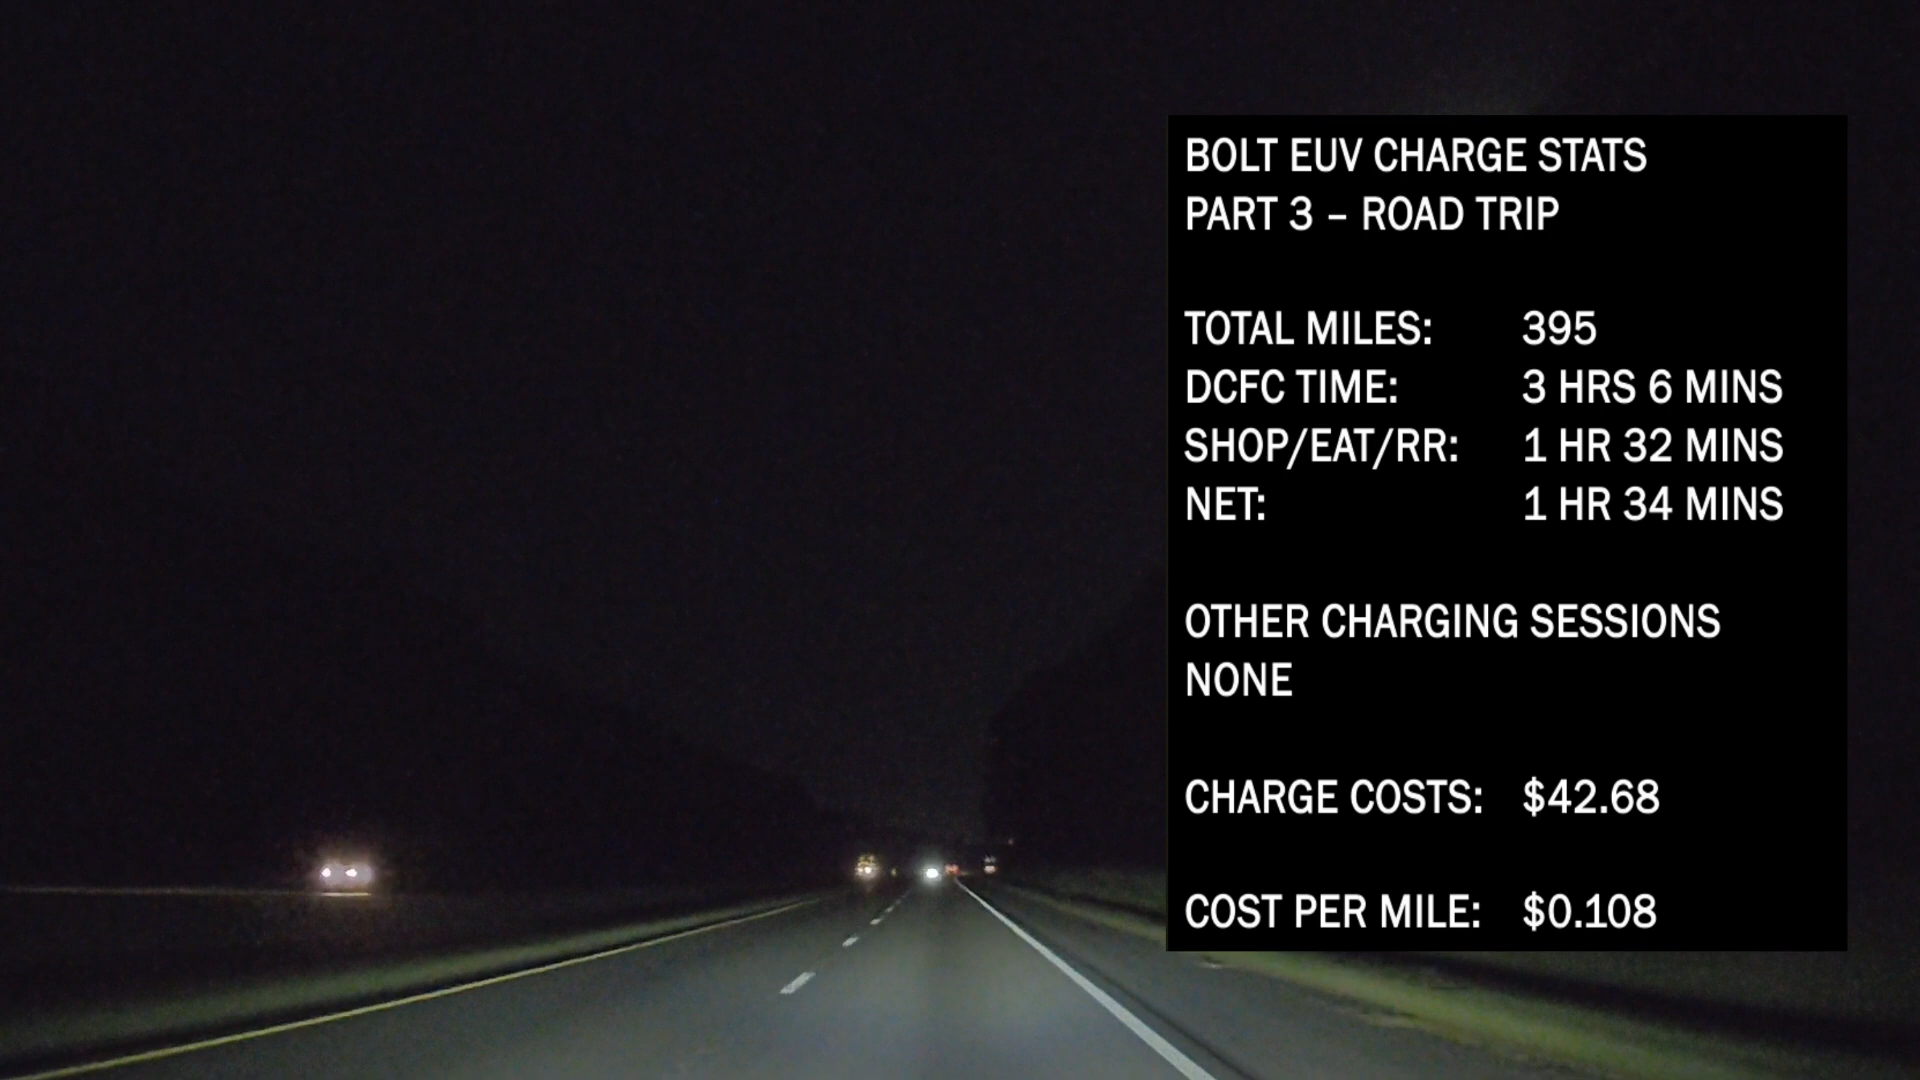 BOLT EUV CHARGE STATS
PART 3 – ROAD TRIP
TOTAL MILES: 395
DCFC TIME: 3 HRS 6 MINS
SHOP/EAT/RR: 1 HR 32 MINS
NET: 1 HR 34 MINS
OTHER CHARGING SESSIONS
NONE
CHARGE COSTS: $42.68
COST PER MILE: $0.108